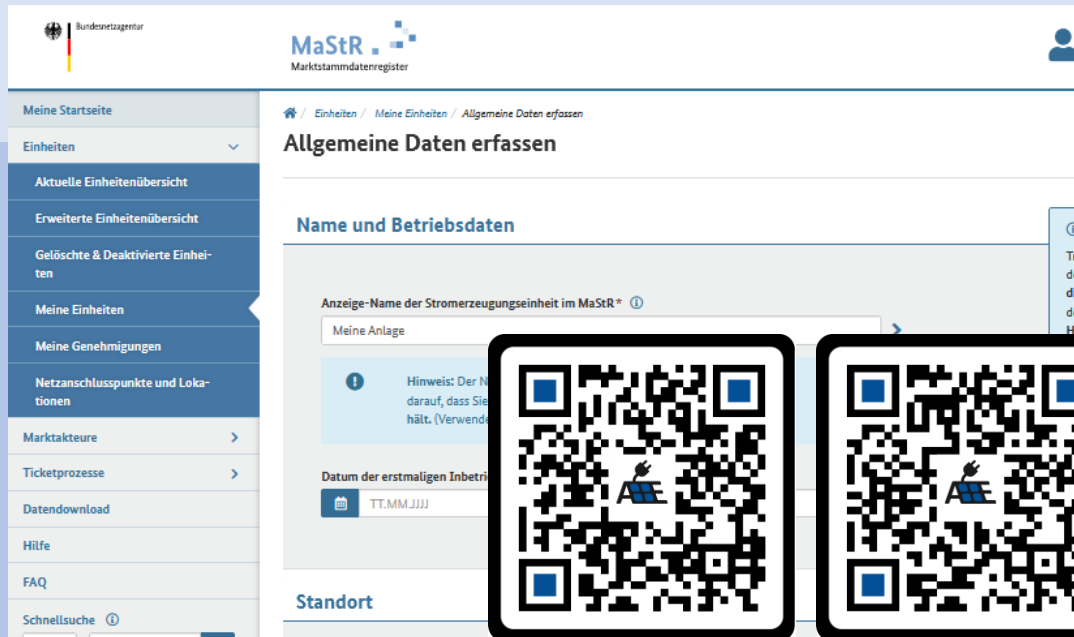 Bundesnetzagentur
MaStR
Marktstammdatenregister
Meine Startseite
Einheiten
Aktuelle Einheitenübersicht
Erweiterte Einheitenübersicht
Gelöschte & Deaktivierte Einhei-
ten
Meine Einheiten
Meine Genehmigungen
Netzanschlusspunkte und Loka-
tionen
Marktakteure
Ticketprozesse
Datendownload
Hilfe
FAQ
Schnellsuche
/ Einheiten / Meine Einheiten / Allgemeine Daten erfassen
Allgemeine Daten erfassen
Name und Betriebsdaten
Anzeige-Name der Stromerzeugungseinheit im MaStR*
Meine Anlage
Hinweis: Der N
darauf, dass Sie
hält. (Verwende
Datum der erstmaligen Inbetri
TT.MM.JJJJ
Standort